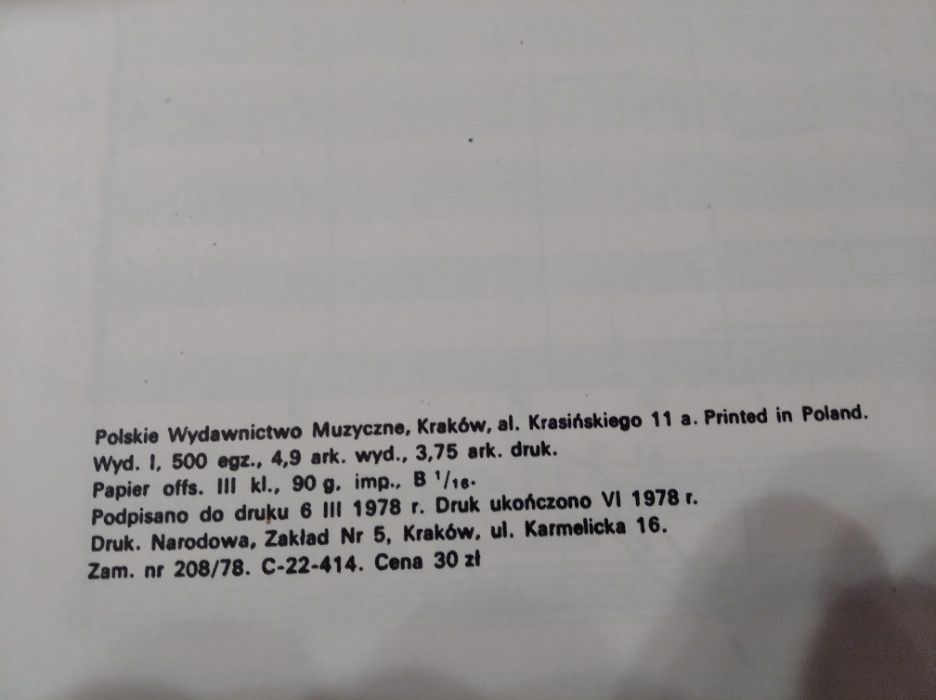 Polskie Wydawnictwo Muzyczne, Kraków, al. Krasińskiego 11 a. Printed in Poland.
Wyd. I, 500 egz., 4,9 ark. wyd., 3,75 ark. druk.
Papier offs. III kl., 90 g. imp., B 1/16.
Podpisano do druku 6 III 1978 r. Druk ukończono VI 1978 r.
Druk. Narodowa, Zakład Nr 5, Kraków, ul. Karmelicka 16.
Zam. nr 208/78. C-22-414. Cena 30 zł